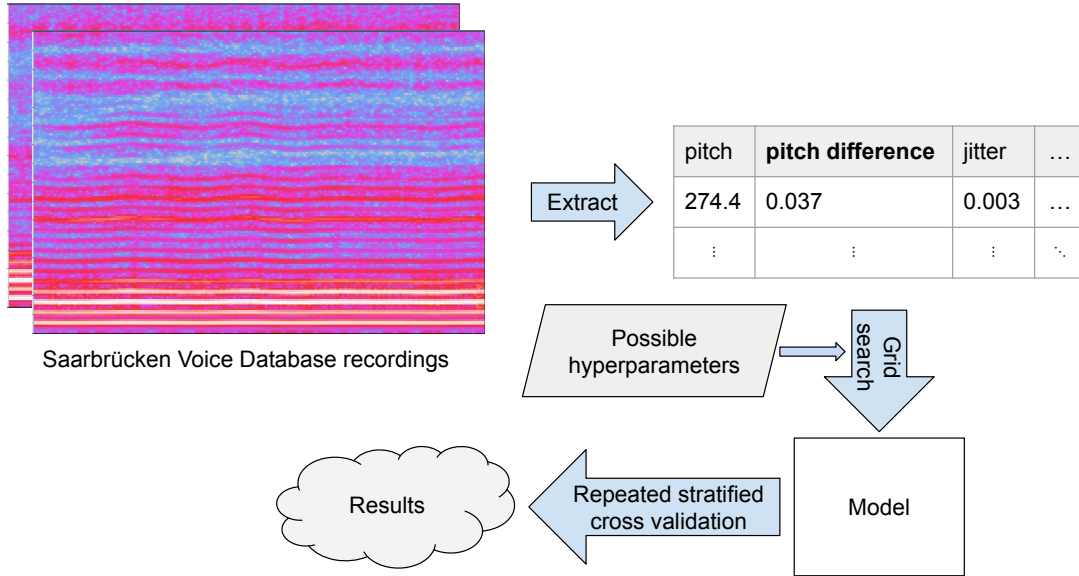 Saarbrücken Voice Database recordings
Extract
pitch pitch difference jitter …
274.4 0.037 0.003 …
⋮ ⋮ ⋮ ⋱
Possible
hyperparameters
Grid
search
Model
Repeated stratified
cross validation
Results